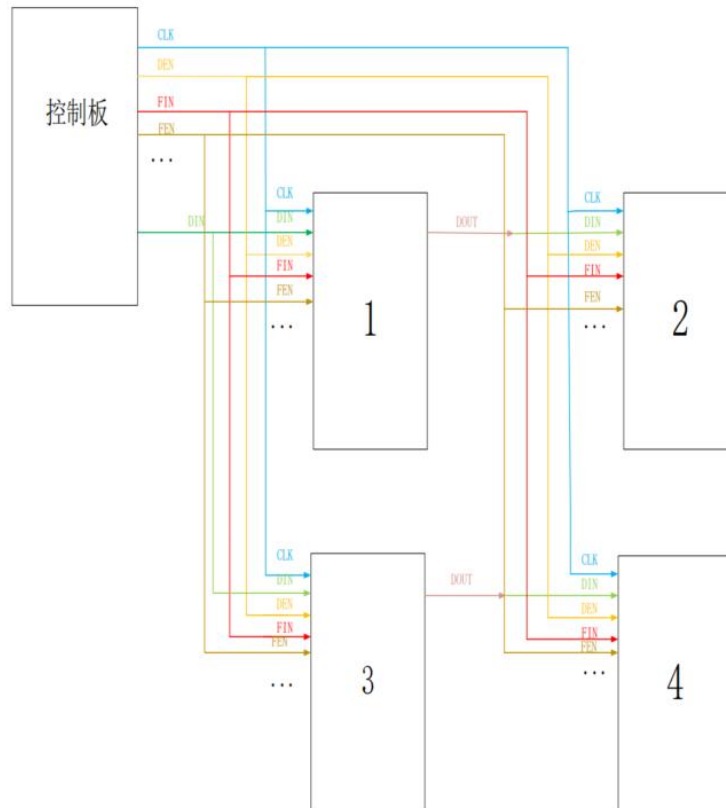 CLK
DEN
FIN
FEN
...
控制板
DIN
CLK
DIN
DEN
FIN
FEN
...
1
DOUT
CLK
DIN
DEN
FIN
FEN
...
2
CLK
DIN
DEN
FIN
FEN
...
3
DOUT
CLK
DIN
DEN
FIN
FEN
...
4